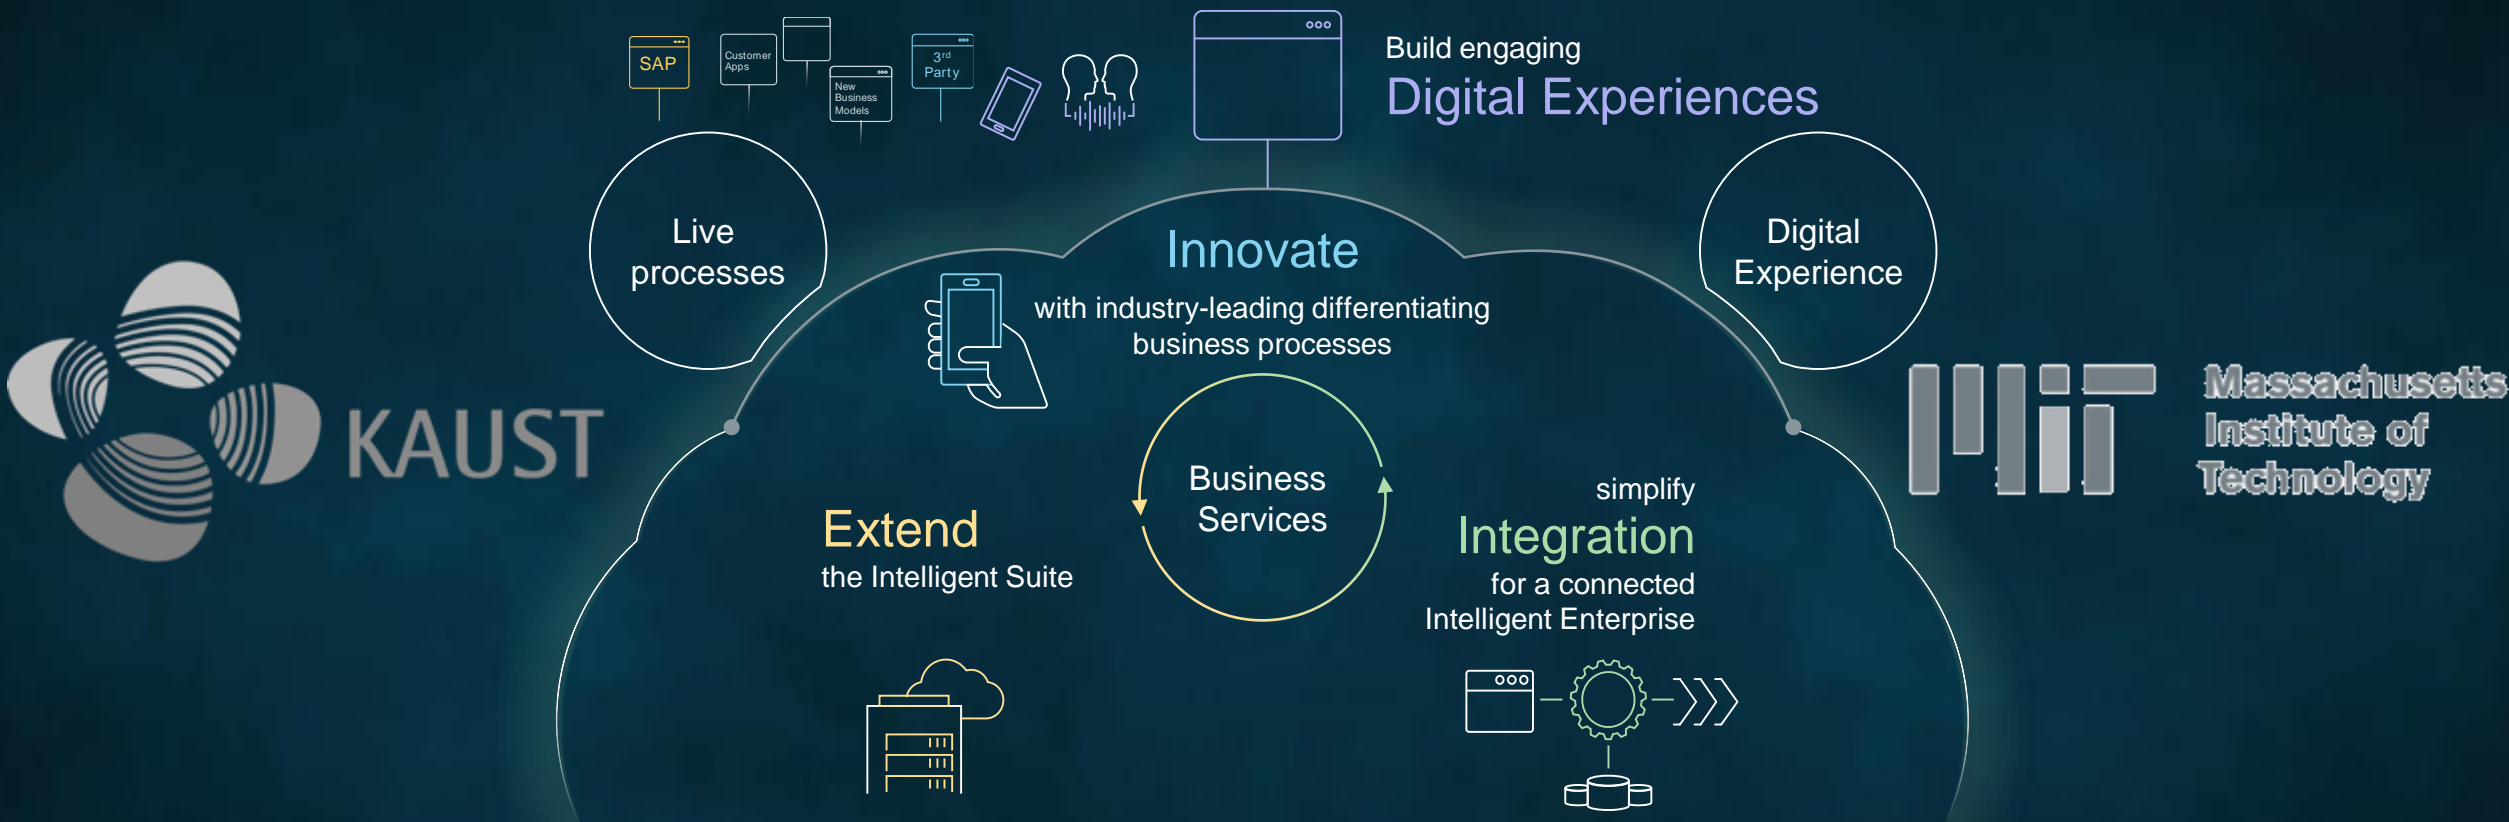 SAP
Customer
Apps
New
Business
Models
3rd
Party
Build engaging
Digital Experiences
Live
processes
Digital
Experience
Innovate
with industry-leading differentiating
business processes
KAUST
Massachusetts
Institute of
Technology
MIT
Business
Services
Extend
the Intelligent Suite
simplify
Integration
for a connected
Intelligent Enterprise